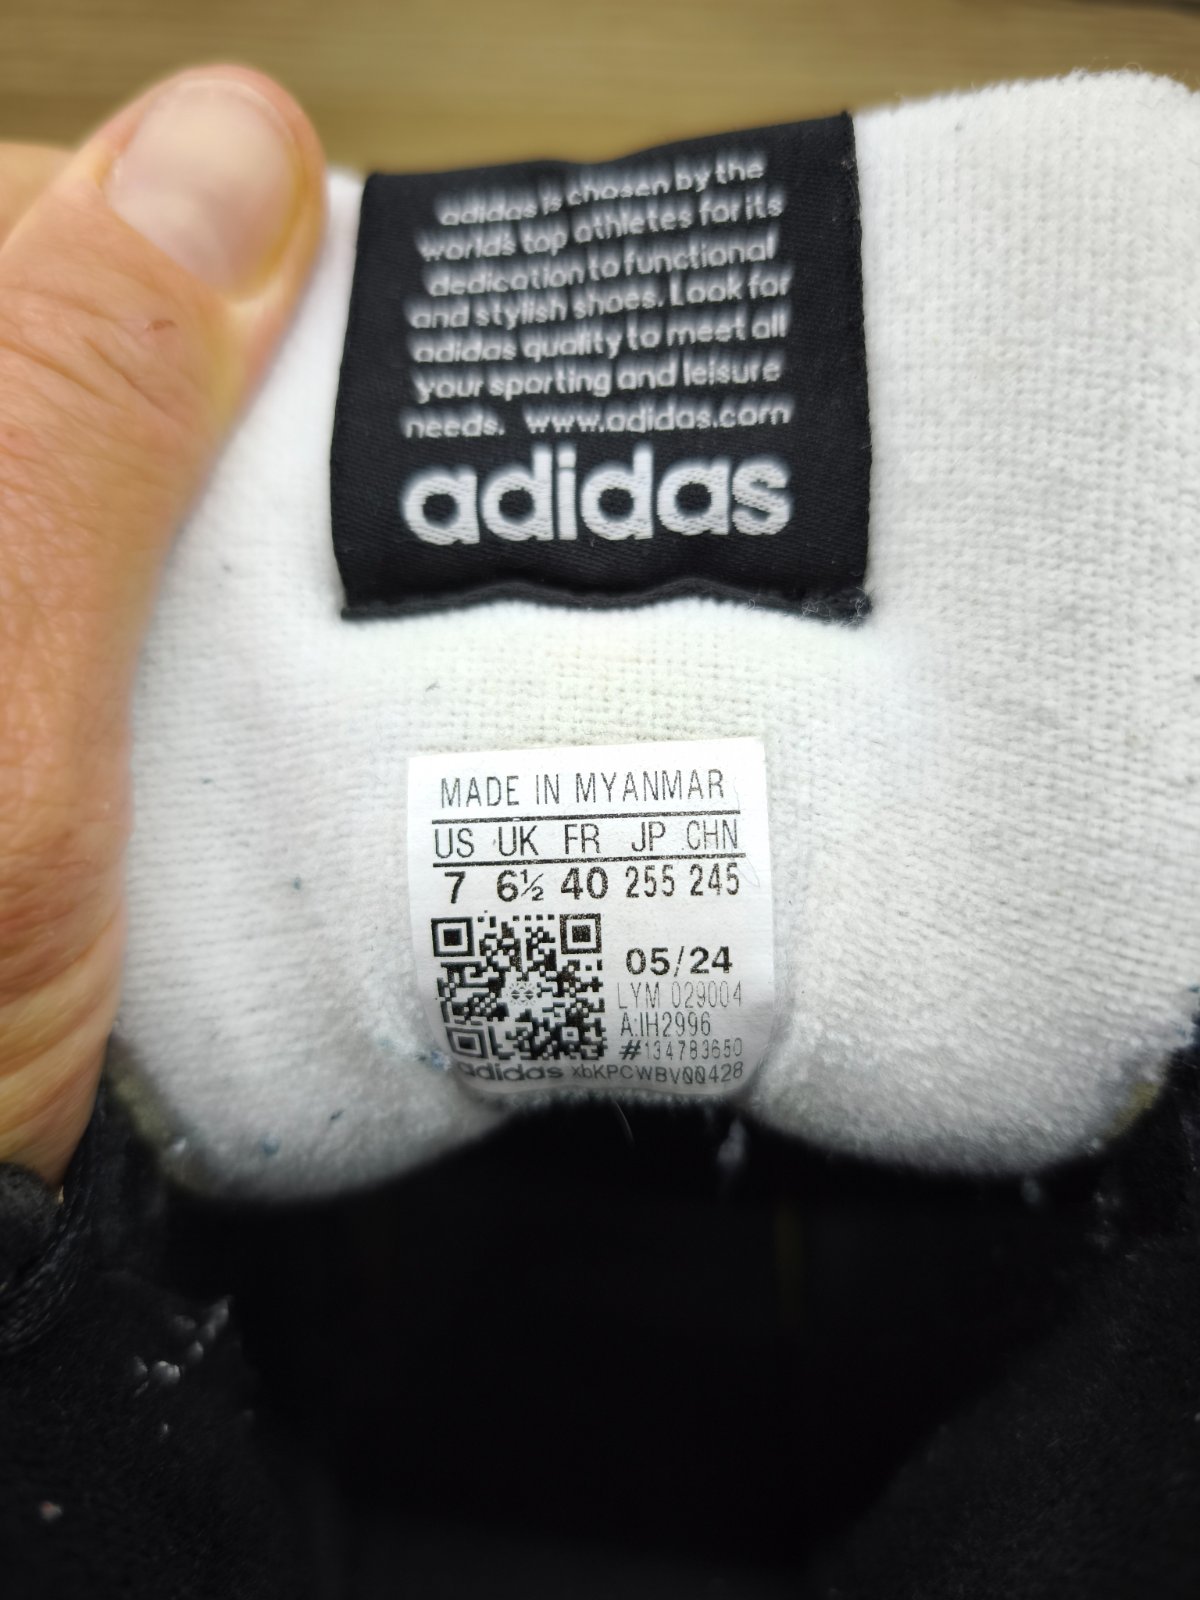 adidas is chosen by the
world's top athletes for its
dedication to functional
and stylish shoes. Look for
adidas quality to meet all
your sporting and leisure
needs. www.adidas.com
adidas
MADE IN MYANMAR
US UK FR JP CHN
7 6½ 40 255 245
05/24
LYM 029004
A:IH2996
#134783650
adidas xbKPCWBV00428